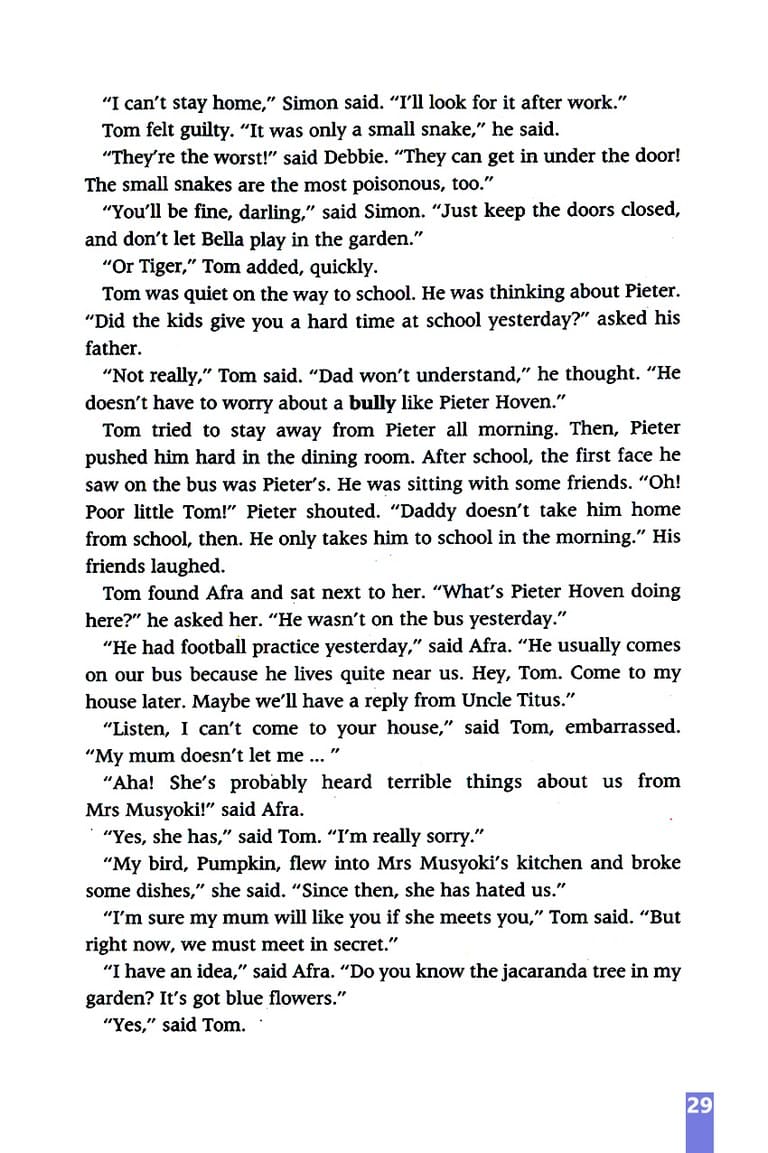 “I can’t stay home,” Simon said. “I’ll look for it after work.”
Tom felt guilty. “It was only a small snake,” he said.
“They’re the worst!” said Debbie. “They can get in under the door!
The small snakes are the most poisonous, too.”
“You’ll be fine, darling,” said Simon. “Just keep the doors closed,
and don’t let Bella play in the garden.”
“Or Tiger,” Tom added, quickly.
Tom was quiet on the way to school. He was thinking about Pieter.
“Did the kids give you a hard time at school yesterday?” asked his
father.
“Not really,” Tom said. “Dad won’t understand,” he thought. “He
doesn’t have to worry about a bully like Pieter Hoven.”
Tom tried to stay away from Pieter all morning. Then, Pieter
pushed him hard in the dining room. After school, the first face he
saw on the bus was Pieter’s. He was sitting with some friends. “Oh!
Poor little Tom!” Pieter shouted. “Daddy doesn’t take him home
from school, then. He only takes him to school in the morning.” His
friends laughed.
Tom found Afra and sat next to her. “What’s Pieter Hoven doing
here?” he asked her. “He wasn’t on the bus yesterday.”
“He had football practice yesterday,” said Afra. “He usually comes
on our bus because he lives quite near us. Hey, Tom. Come to my
house later. Maybe we’ll have a reply from Uncle Titus.”
“Listen, I can’t come to your house,” said Tom, embarrassed.
“My mum doesn’t let me ... ”
“Aha! She’s probably heard terrible things about us from
Mrs Musyoki!” said Afra.
“Yes, she has,” said Tom. “I’m really sorry.”
“My bird, Pumpkin, flew into Mrs Musyoki’s kitchen and broke
some dishes,” she said. “Since then, she has hated us.”
“I’m sure my mum will like you if she meets you,” Tom said. “But
right now, we must meet in secret.”
“I have an idea,” said Afra. “Do you know the jacaranda tree in my
garden? It’s got blue flowers.”
“Yes,” said Tom.
29